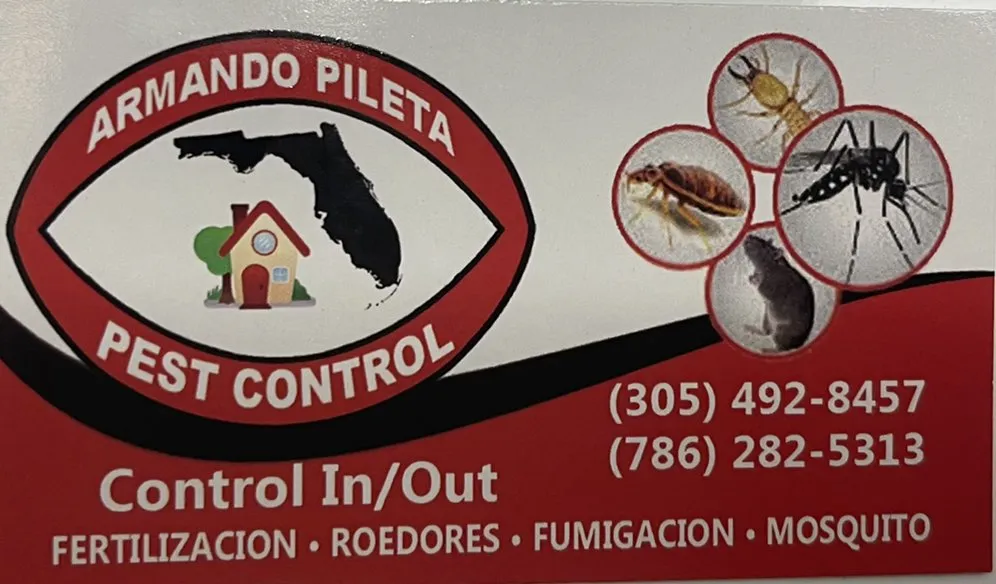 ARMANDO PILETA
PEST CONTROL
(305) 492-8457
(786) 282-5313
Control In/Out
FERTILIZACION • ROEDORES • FUMIGACION • MOSQUITO